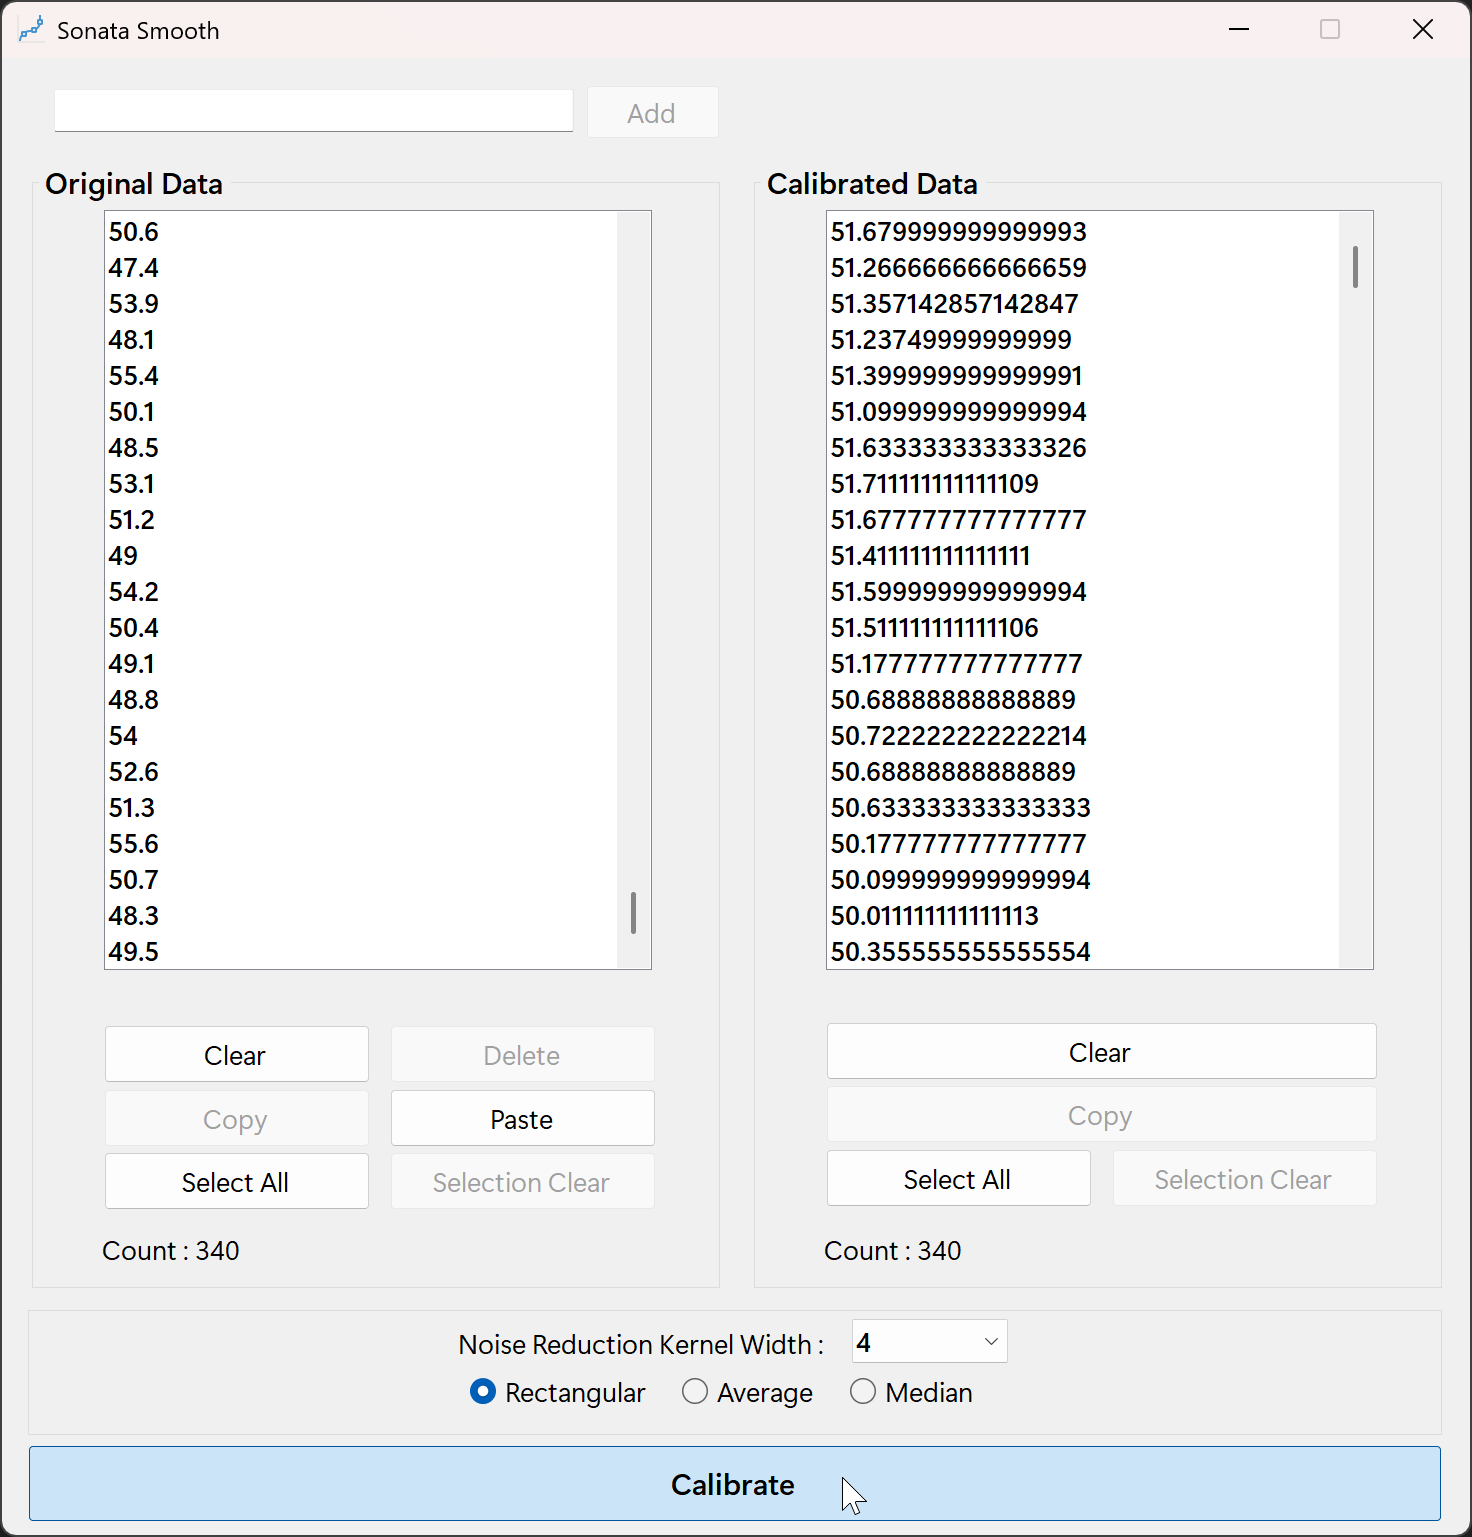 Sonata Smooth
Add
Original Data
50.6
47.4
53.9
48.1
55.4
50.1
48.5
53.1
51.2
49
54.2
50.4
49.1
48.8
54
52.6
51.3
55.6
50.7
48.3
49.5
Clear Delete
Copy Paste
Select All Selection Clear
Count : 340
Calibrated Data
51.679999999999993
51.266666666666659
51.357142857142847
51.23749999999999
51.399999999999991
51.099999999999994
51.633333333333326
51.711111111111109
51.677777777777777
51.411111111111111
51.599999999999994
51.511111111111106
51.177777777777777
50.68888888888889
50.722222222222214
50.68888888888889
50.633333333333333
50.177777777777777
50.099999999999994
50.011111111111113
50.355555555555554
Clear
Copy
Select All Selection Clear
Count : 340
Noise Reduction Kernel Width : 4
Rectangular Average Median
Calibrate